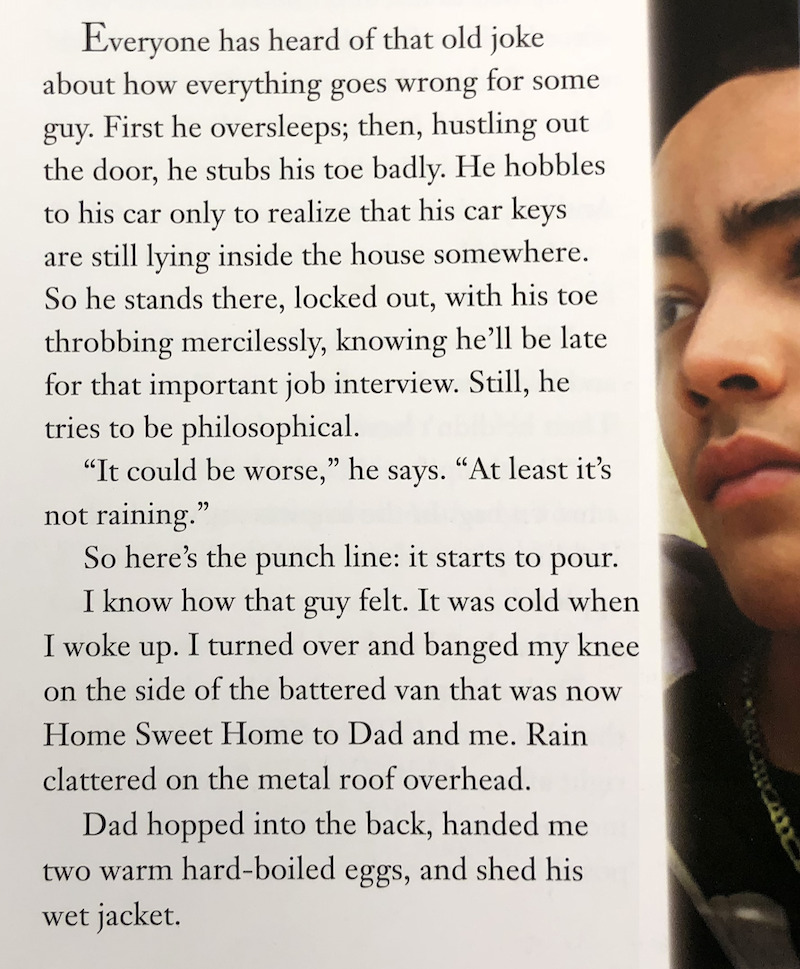 Everyone has heard of that old joke
about how everything goes wrong for some
guy. First he oversleeps; then, hustling out
the door, he stubs his toe badly. He hobbles
to his car only to realize that his car keys
are still lying inside the house somewhere.
So he stands there, locked out, with his toe
throbbing mercilessly, knowing he’ll be late
for that important job interview. Still, he
tries to be philosophical.
“It could be worse,” he says. “At least it’s
not raining.”
So here’s the punch line: it starts to pour.
I know how that guy felt. It was cold when
I woke up. I turned over and banged my knee
on the side of the battered van that was now
Home Sweet Home to Dad and me. Rain
clattered on the metal roof overhead.
Dad hopped into the back, handed me
two warm hard-boiled eggs, and shed his
wet jacket.